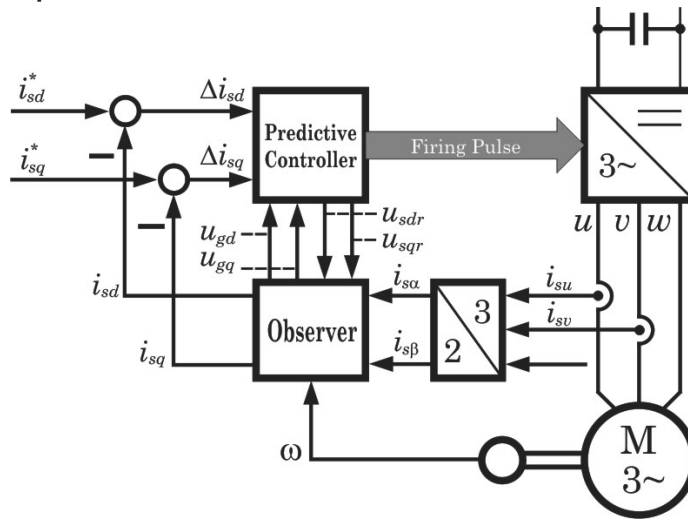 i*sd
Δisd
Predictive
Controller
Firing Pulse
3~
i*sq
Δisq
u v w
ugd
ugq
usdr
usqr
isd
isq
Observer
isα
isβ
3
2
isu
isv
ω
M
3~